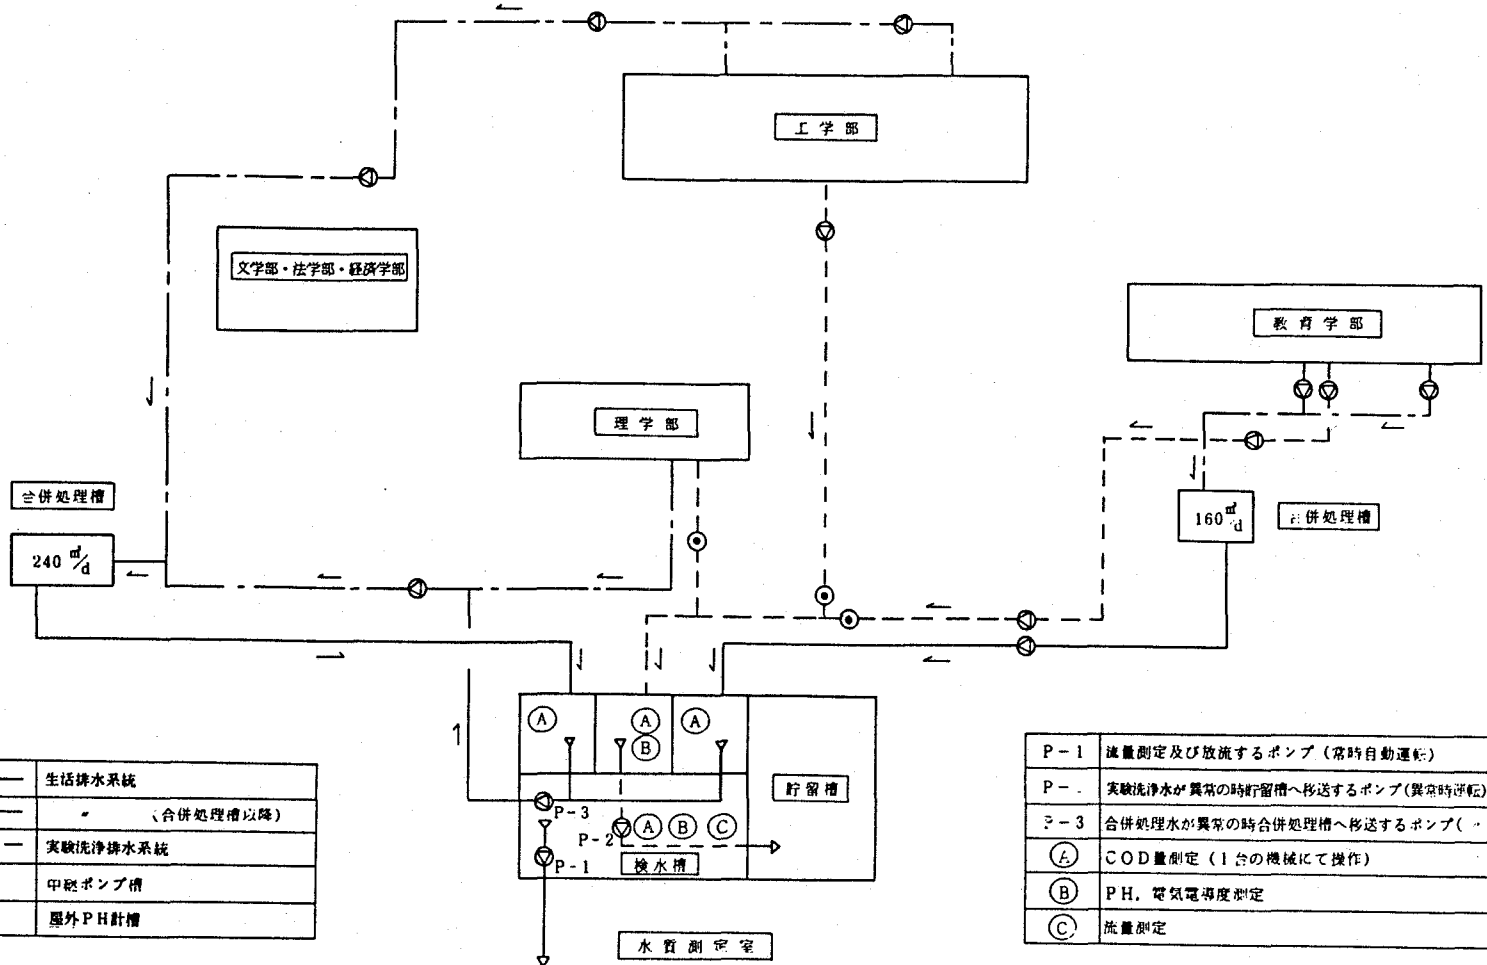 工学部
文学部・法学部・経済学部
教育学部
理学部
合併処理槽
240 ㎥/d
160 ㎥/d
併処理槽
A
A
B
A
貯留槽
P-3
P-2
A
B
C
P-1
検水槽
水質測定室
生活排水系統
〃 (合併処理槽以降)
実験洗浄排水系統
中継ポンプ槽
屋外PH計槽
P-1 流量測定及び放流するポンプ(常時自動運転)
P- 実験洗浄水が異常の時貯留槽へ移送するポンプ(異常時運転)
P-3 合併処理水が異常の時合併処理槽へ移送するポンプ(
A COD量測定(1台の機械にて操作)
B PH,電気電導度測定
C 流量測定